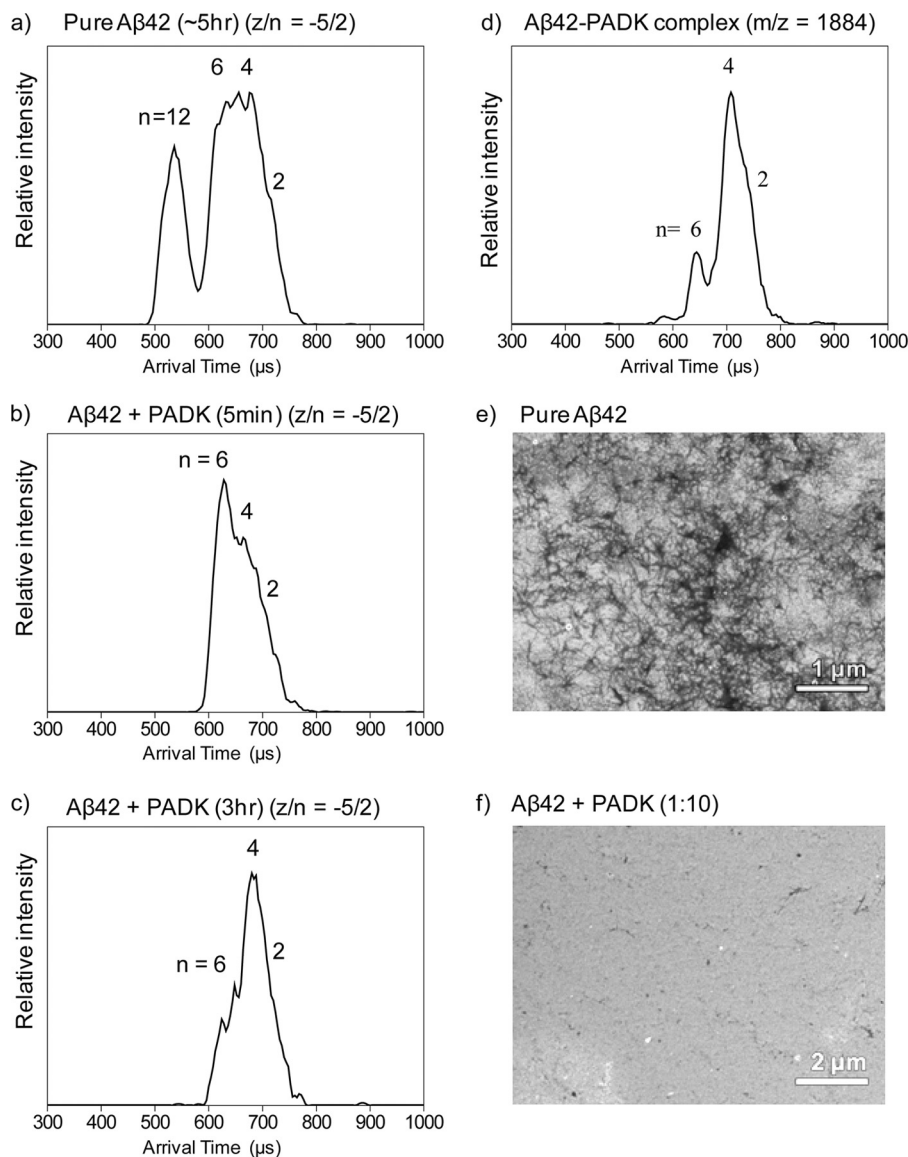 a) Pure Aβ42 (~5hr) (z/n = -5/2)
Relative intensity
n=12
6
4
2
300 400 500 600 700 800 900 1000
Arrival Time (µs)
b) Aβ42 + PADK (5min) (z/n = -5/2)
Relative intensity
n = 6
4
2
300 400 500 600 700 800 900 1000
Arrival Time (µs)
c) Aβ42 + PADK (3hr) (z/n = -5/2)
Relative intensity
4
n = 6
2
300 400 500 600 700 800 900 1000
Arrival Time (µs)
d) Aβ42-PADK complex (m/z = 1884)
Relative intensity
4
2
n= 6
300 400 500 600 700 800 900 1000
Arrival Time (µs)
e) Pure Aβ42
1 µm
f) Aβ42 + PADK (1:10)
2 µm